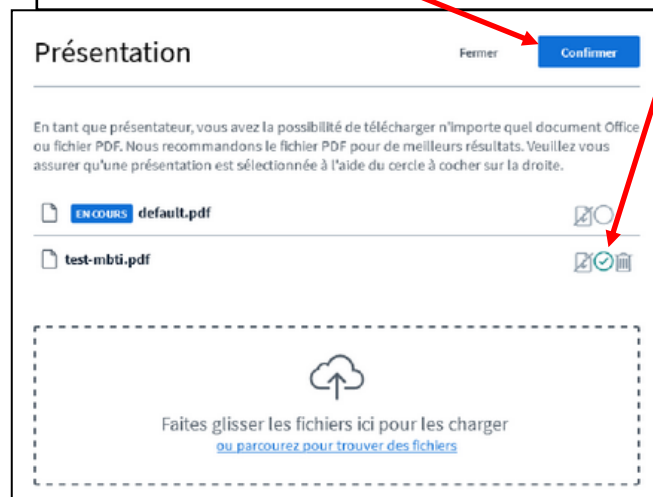 Présentation
Fermer
Confirmer
En tant que présentateur, vous avez la possibilité de télécharger n'importe quel document Office
ou fichier PDF. Nous recommandons le fichier PDF pour de meilleurs résultats. Veuillez vous
assurer qu'une présentation est sélectionnée à l'aide du cercle à cocher sur la droite.
EN COURS default.pdf
test-mbti.pdf
Faites glisser les fichiers ici pour les charger
ou parcourez pour trouver des fichiers